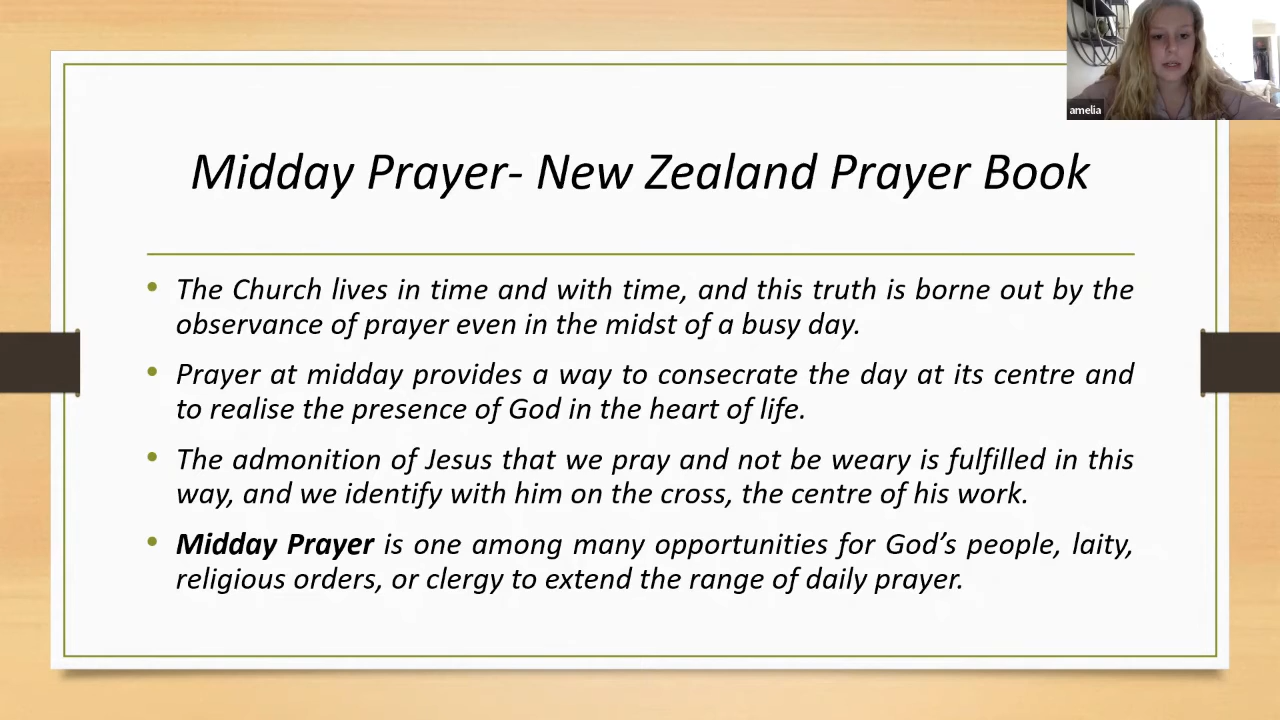 amelia
Midday Prayer- New Zealand Prayer Book
• The Church lives in time and with time, and this truth is borne out by the
observance of prayer even in the midst of a busy day.
• Prayer at midday provides a way to consecrate the day at its centre and
to realise the presence of God in the heart of life.
• The admonition of Jesus that we pray and not be weary is fulfilled in this
way, and we identify with him on the cross, the centre of his work.
• Midday Prayer is one among many opportunities for God’s people, laity,
religious orders, or clergy to extend the range of daily prayer.